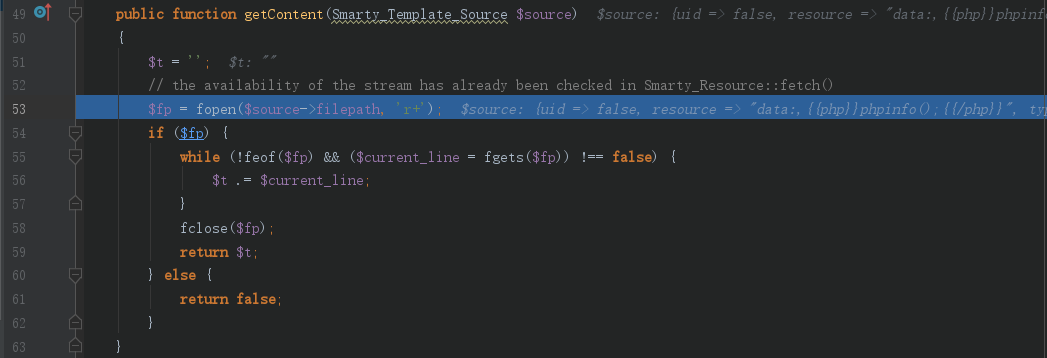 49 public function getContent(Smarty_Template_Source $source) $source: {uid => false, resource => "data:,{{php}}phpinf
50 {
51 $t = ''; $t: ""
52 // the availability of the stream has already been checked in Smarty_Resource::fetch()
53 $fp = fopen($source->filepath, 'r+'); $source: {uid => false, resource => "data:,{{php}}phpinfo();{{/php}}", ty
54 if ($fp) {
55 while (!feof($fp) && ($current_line = fgets($fp)) !== false) {
56 $t .= $current_line;
57 }
58 fclose($fp);
59 return $t;
60 } else {
61 return false;
62 }
63 }